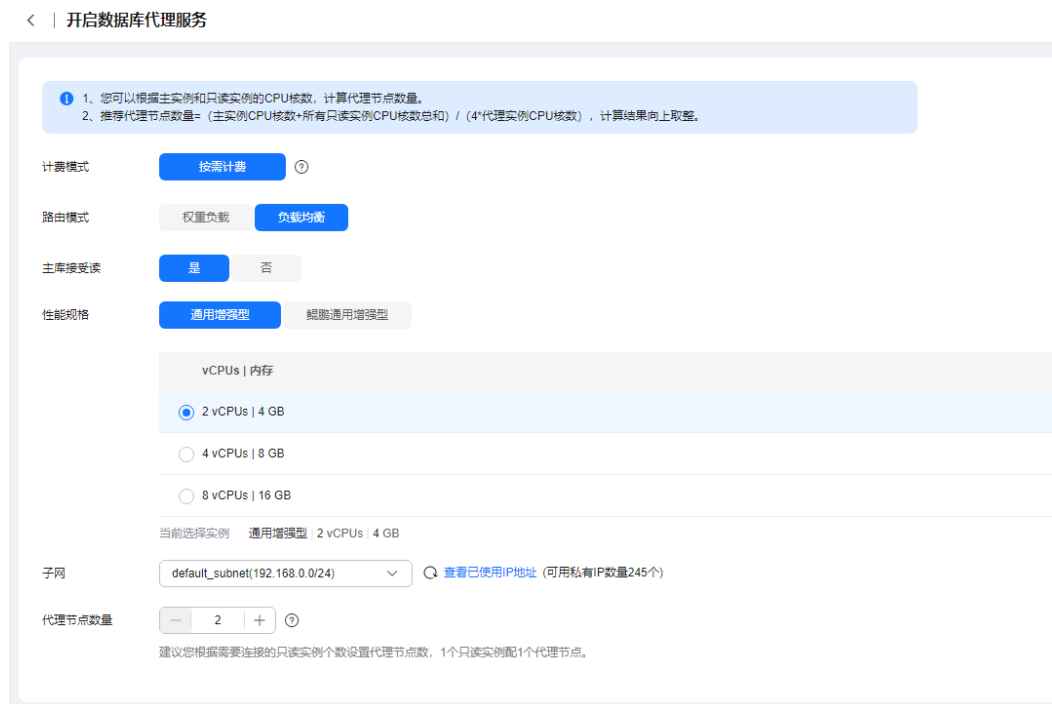 开启数据库代理服务
1、您可以根据主实例和只读实例的CPU核数，计算代理节点数量。
2、推荐代理节点数量=（主实例CPU核数+所有只读实例CPU核数总和）/（4*代理实例CPU核数），计算结果向上取整。
计费模式 按需计费
路由模式 权重负载 负载均衡
主库接受读 是 否
性能规格 通用增强型 鲲鹏通用增强型
vCPUs | 内存
2 vCPUs | 4 GB
4 vCPUs | 8 GB
8 vCPUs | 16 GB
当前选择实例 通用增强型 | 2 vCPUs | 4 GB
子网 default_subnet(192.168.0.0/24) 查看已使用IP地址 (可用私有IP数量245个)
代理节点数量 — 2 +
建议您根据需要连接的只读实例个数设置代理节点数，1个只读实例配1个代理节点。